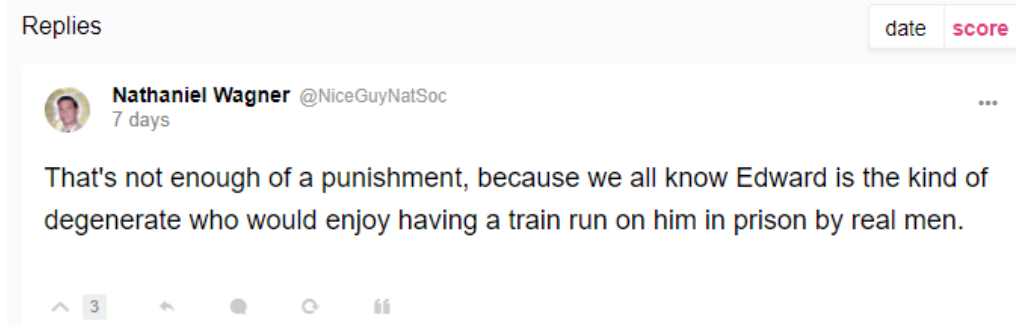 Replies
date score
Nathaniel Wagner @NiceGuyNatSoc
7 days
That's not enough of a punishment, because we all know Edward is the kind of
degenerate who would enjoy having a train run on him in prison by real men.
3